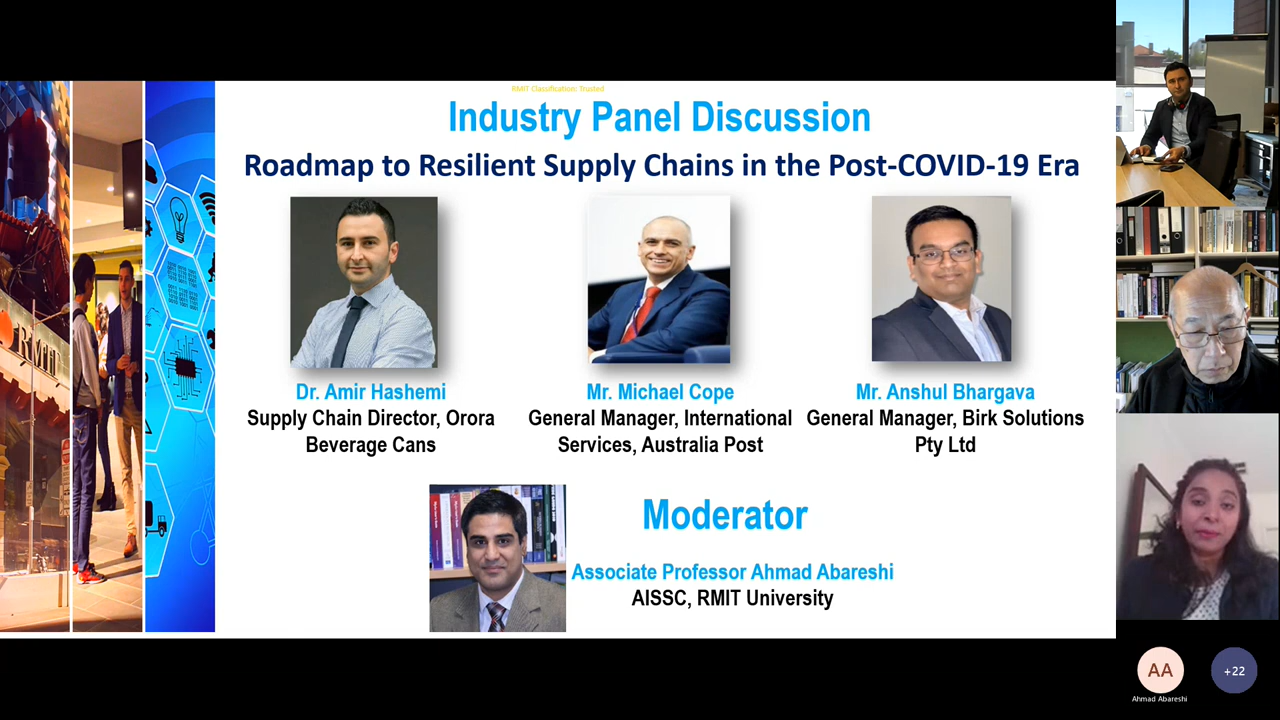 RMIT Classification: Trusted
Industry Panel Discussion
Roadmap to Resilient Supply Chains in the Post-COVID-19 Era
Dr. Amir Hashemi
Supply Chain Director, Orora
Beverage Cans
Mr. Michael Cope
General Manager, International
Services, Australia Post
Mr. Anshul Bhargava
General Manager, Birk Solutions
Pty Ltd
Moderator
Associate Professor Ahmad Abareshi
AISSC, RMIT University
RMIT
AA
Ahmad Abareshi
+22